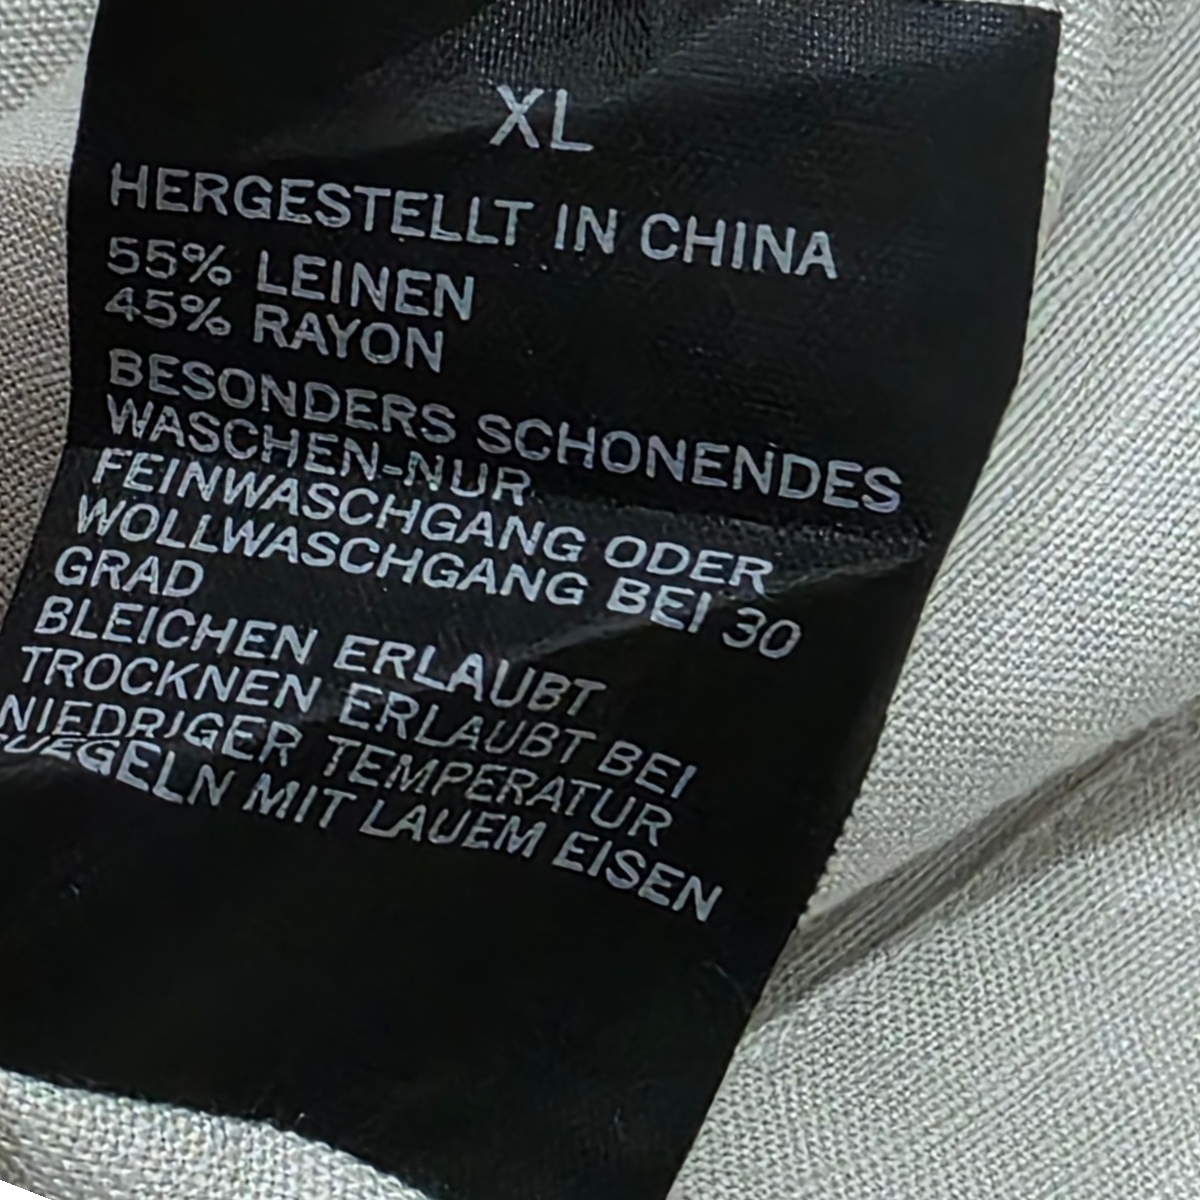 XL
HERGESTELLT IN CHINA
55% LEINEN
45% RAYON
BESONDERS SCHONENDES
WASCHEN-NUR
FEINWASCHGANG ODER
WOLLWASCHGANG BEI 30
GRAD
BLEICHEN ERLAUBT
TROCKNEN ERLAUBT BEI
NIEDRIGER TEMPERATUR
BUEGELN MIT LAUEM EISEN